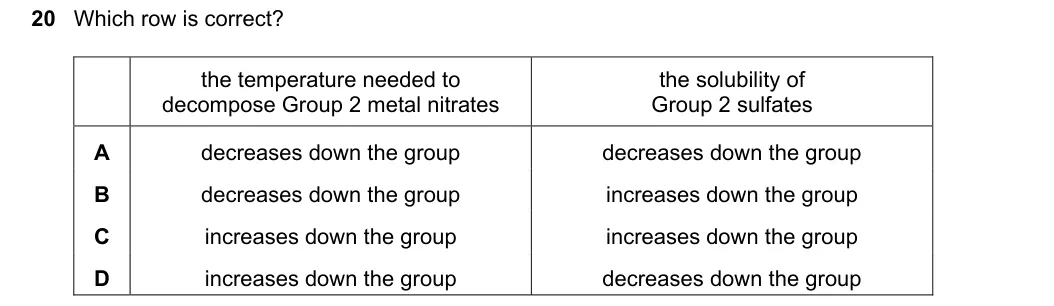 20 Which row is correct?
the temperature needed to decompose Group 2 metal nitrates
the solubility of Group 2 sulfates
A decreases down the group decreases down the group
B decreases down the group increases down the group
C increases down the group increases down the group
D increases down the group decreases down the group